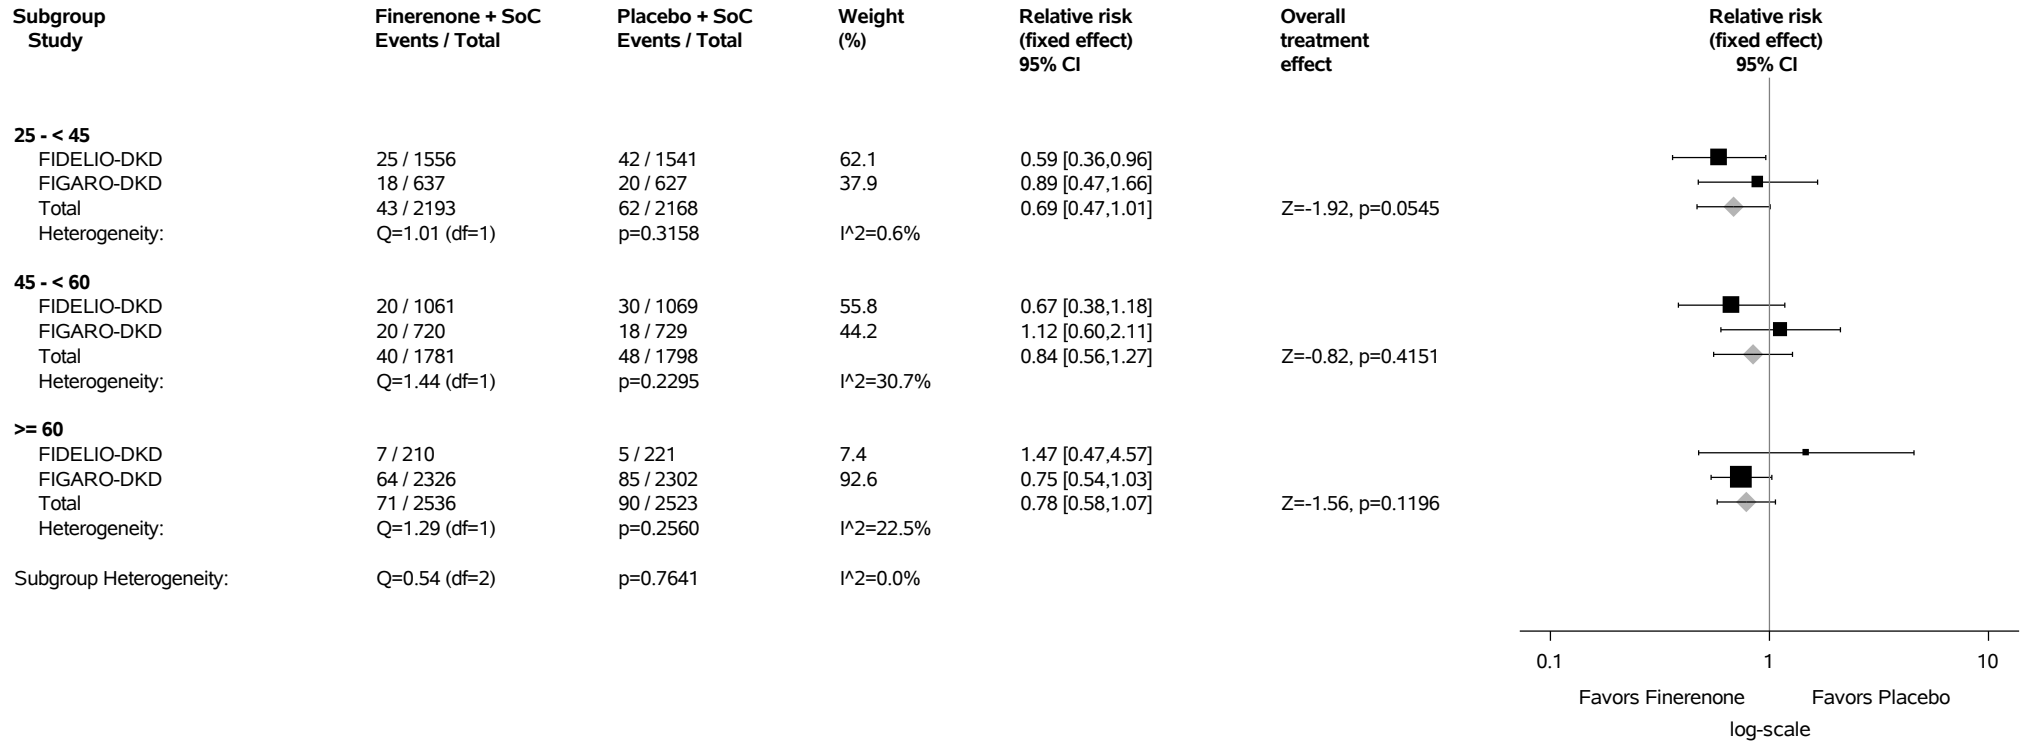 Subgroup Finerenone + SoC Placebo + SoC Weight Relative risk Overall Relative risk
Study Events / Total Events / Total (%) (fixed effect) treatment (fixed effect)
95% CI effect 95% CI
25 - < 45
FIDELIO-DKD 25 / 1556 42 / 1541 62.1 0.59 [0.36,0.96]
FIGARO-DKD 18 / 637 20 / 627 37.9 0.89 [0.47,1.66]
Total 43 / 2193 62 / 2168 0.69 [0.47,1.01] Z=-1.92, p=0.0545
Heterogeneity: Q=1.01 (df=1) p=0.3158 I^2=0.6%
45 - < 60
FIDELIO-DKD 20 / 1061 30 / 1069 55.8 0.67 [0.38,1.18]
FIGARO-DKD 20 / 720 18 / 729 44.2 1.12 [0.60,2.11]
Total 40 / 1781 48 / 1798 0.84 [0.56,1.27] Z=-0.82, p=0.4151
Heterogeneity: Q=1.44 (df=1) p=0.2295 I^2=30.7%
>= 60
FIDELIO-DKD 7 / 210 5 / 221 7.4 1.47 [0.47,4.57]
FIGARO-DKD 64 / 2326 85 / 2302 92.6 0.75 [0.54,1.03]
Total 71 / 2536 90 / 2523 0.78 [0.58,1.07] Z=-1.56, p=0.1196
Heterogeneity: Q=1.29 (df=1) p=0.2560 I^2=22.5%
Subgroup Heterogeneity: Q=0.54 (df=2) p=0.7641 I^2=0.0%
0.1 1 10
Favors Finerenone Favors Placebo
log-scale